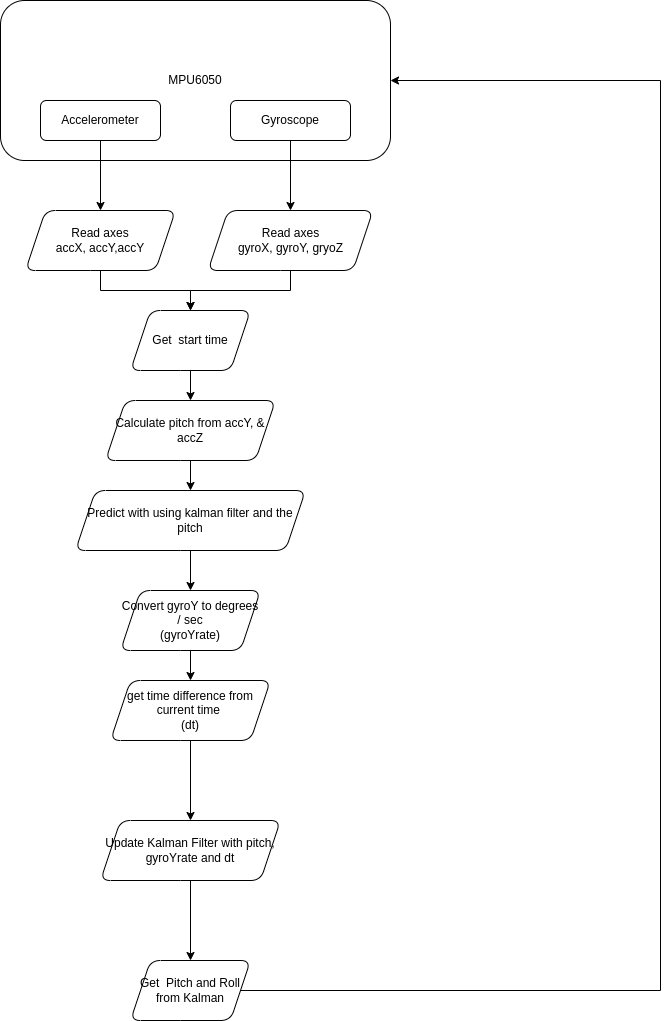 MPU6050
Accelerometer
Gyroscope
Read axes
accX, accY,accY
Read axes
gyroX, gyroY, gryoZ
Get start time
Calculate pitch from accY, &
accZ
Predict with using kalman filter and the
pitch
Convert gyroY to degrees
/ sec
(gyroYrate)
get time difference from
current time
(dt)
Update Kalman Filter with pitch,
gyroYrate and dt
Get Pitch and Roll
from Kalman